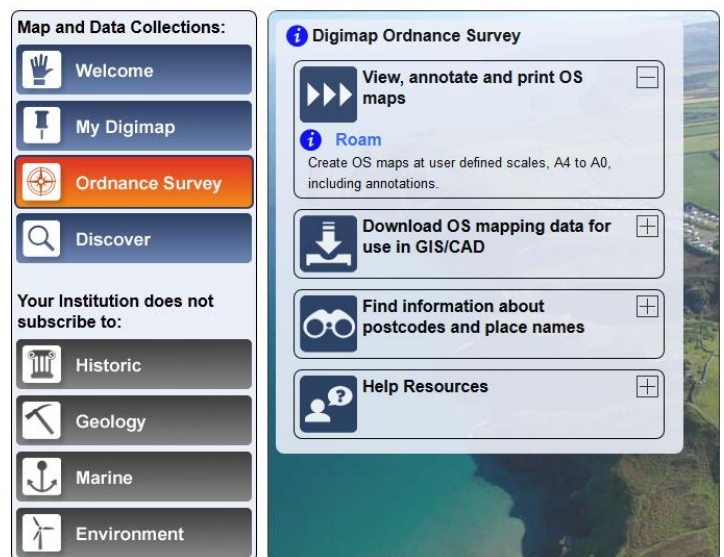 Map and Data Collections:
Welcome
My Digimap
Ordnance Survey
Discover
Your Institution does not
subscribe to:
Historic
Geology
Marine
Environment
i Digimap Ordnance Survey
View, annotate and print OS
maps
i Roam
Create OS maps at user defined scales, A4 to A0,
including annotations.
Download OS mapping data for
use in GIS/CAD
Find information about
postcodes and place names
Help Resources